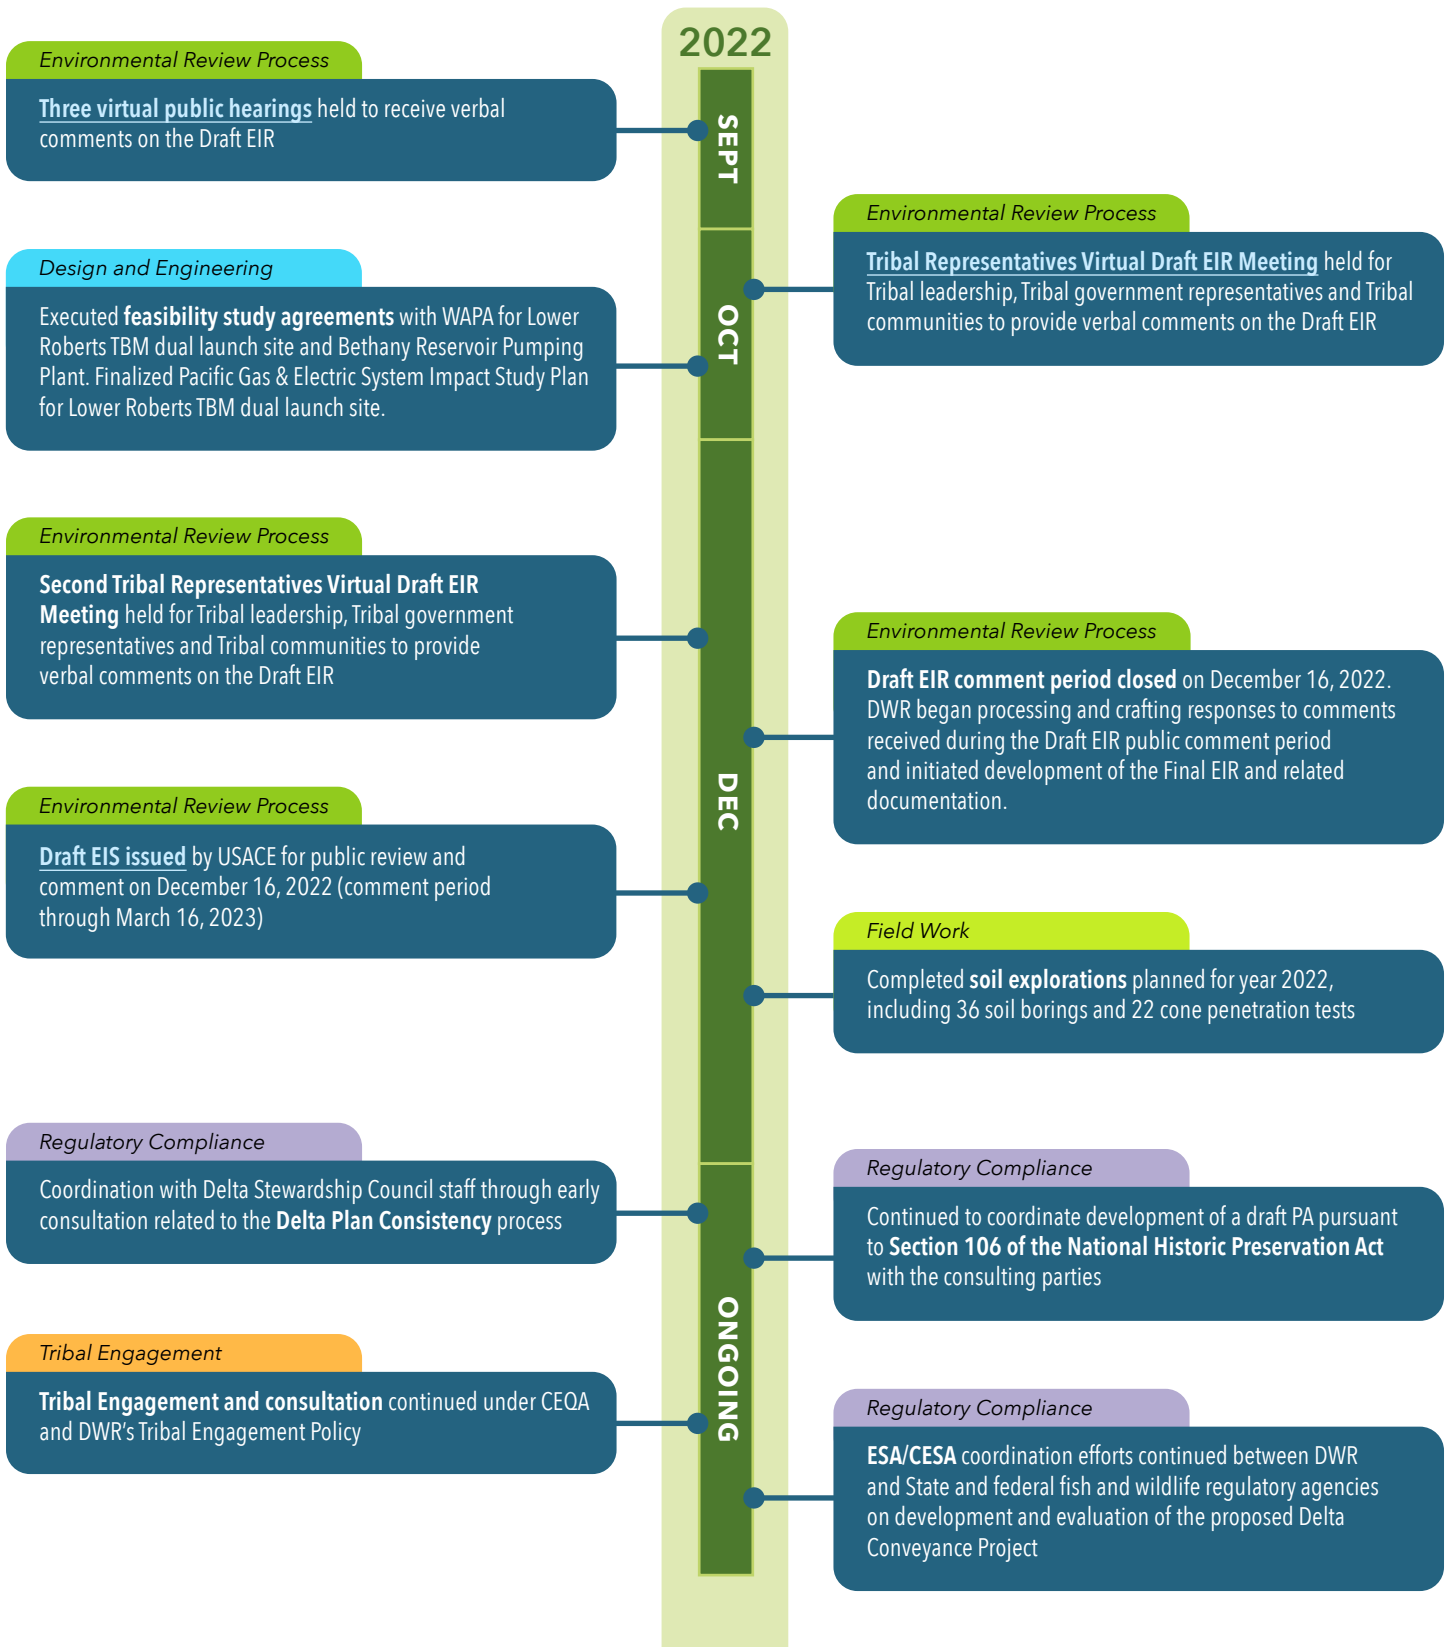 2022
SEPT
Environmental Review Process
Three virtual public hearings held to receive verbal
comments on the Draft EIR
OCT
Environmental Review Process
Tribal Representatives Virtual Draft EIR Meeting held for
Tribal leadership, Tribal government representatives and Tribal
communities to provide verbal comments on the Draft EIR
Design and Engineering
Executed feasibility study agreements with WAPA for Lower
Roberts TBM dual launch site and Bethany Reservoir Pumping
Plant. Finalized Pacific Gas & Electric System Impact Study Plan
for Lower Roberts TBM dual launch site.
DEC
Environmental Review Process
Second Tribal Representatives Virtual Draft EIR
Meeting held for Tribal leadership, Tribal government
representatives and Tribal communities to provide
verbal comments on the Draft EIR
Environmental Review Process
Draft EIR comment period closed on December 16, 2022.
DWR began processing and crafting responses to comments
received during the Draft EIR public comment period
and initiated development of the Final EIR and related
documentation.
Environmental Review Process
Draft EIS issued by USACE for public review and
comment on December 16, 2022 (comment period
through March 16, 2023)
Field Work
Completed soil explorations planned for year 2022,
including 36 soil borings and 22 cone penetration tests
ONGOING
Regulatory Compliance
Coordination with Delta Stewardship Council staff through early
consultation related to the Delta Plan Consistency process
Regulatory Compliance
Continued to coordinate development of a draft PA pursuant
to Section 106 of the National Historic Preservation Act
with the consulting parties
Tribal Engagement
Tribal Engagement and consultation continued under CEQA
and DWR's Tribal Engagement Policy
Regulatory Compliance
ESA/CESA coordination efforts continued between DWR
and State and federal fish and wildlife regulatory agencies
on development and evaluation of the proposed Delta
Conveyance Project